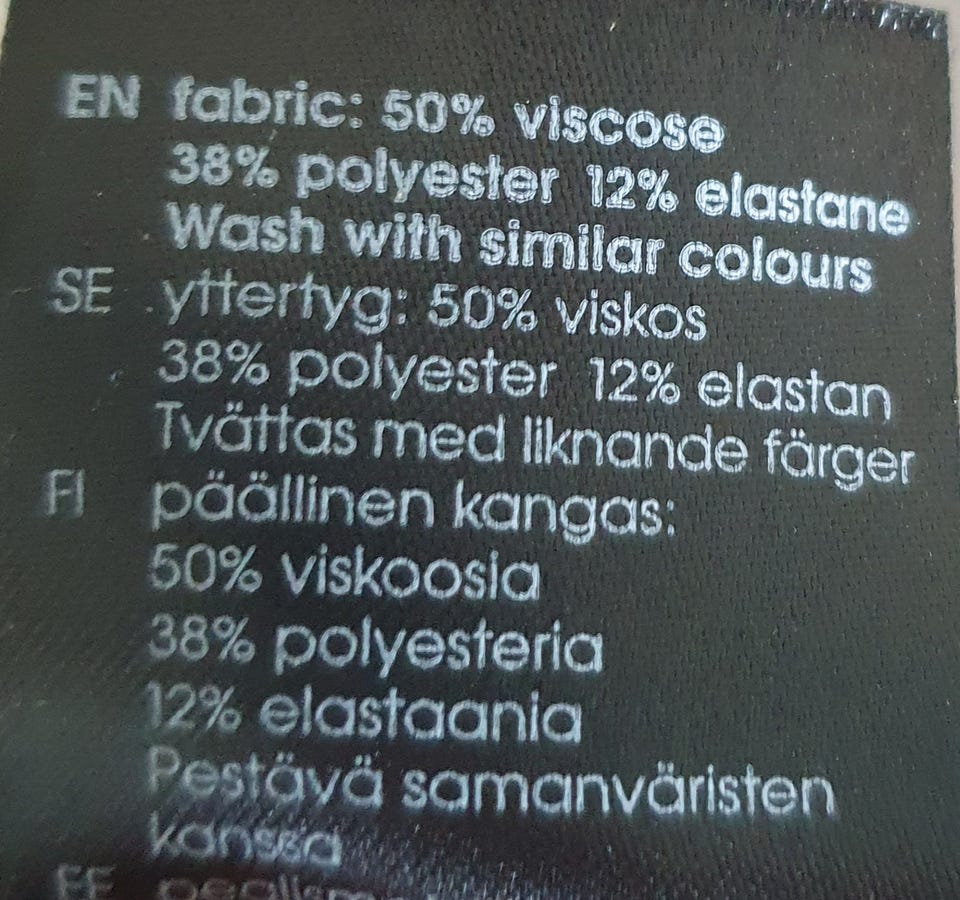 EN fabric: 50% viscose
38% polyester 12% elastane
Wash with similar colours
SE yttertyg: 50% viskos
38% polyester 12% elastan
Tvättas med liknande färger
FI päällinen kangas:
50% viskoosia
38% polyesteria
12% elastaania
Pestävä samanväristen
kanssa
EE